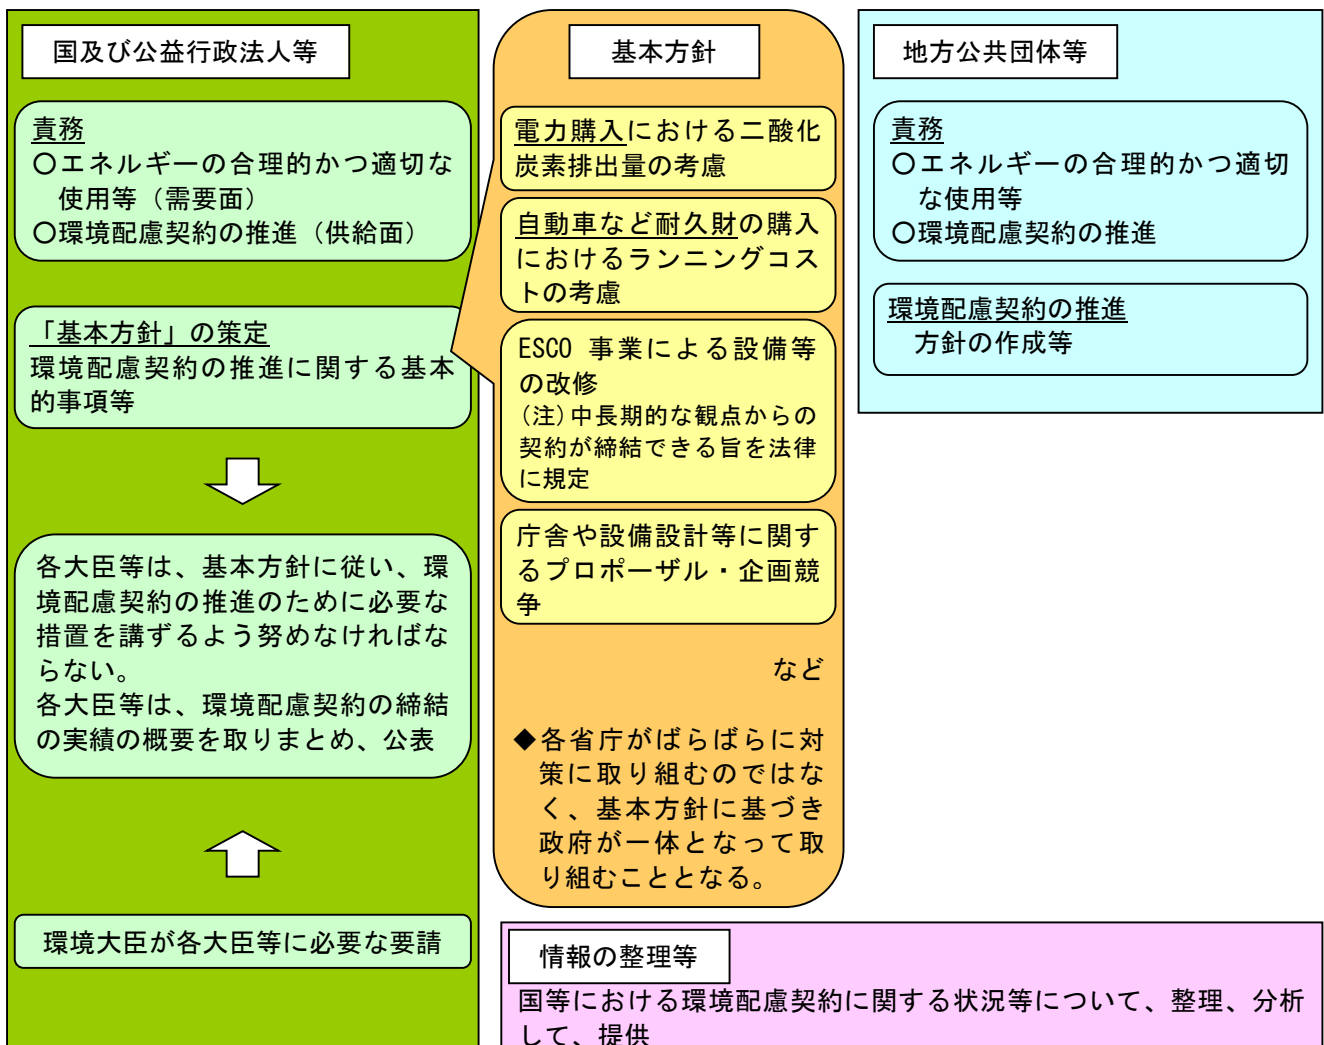 国及び公益行政法人等
責務
○エネルギーの合理的かつ適切な
使用等（需要面）
○環境配慮契約の推進（供給面）
「基本方針」の策定
環境配慮契約の推進に関する基本
的事項等
各大臣等は、基本方針に従い、環
境配慮契約の推進のために必要な
措置を講ずるよう努めなければな
らない。
各大臣等は、環境配慮契約の締結
の実績の概要を取りまとめ、公表
環境大臣が各大臣等に必要な要請
基本方針
電力購入における二酸化
炭素排出量の考慮
自動車など耐久財の購入
におけるランニングコス
トの考慮
ESCO 事業による設備等
の改修
（注）中長期的な観点からの
契約が締結できる旨を法律
に規定
庁舎や設備設計等に関す
るプロポーザル・企画競
争
など
◆各省庁がばらばらに対
策に取り組むのではな
く、基本方針に基づき
政府が一体となって取
り組むこととなる。
地方公共団体等
責務
○エネルギーの合理的かつ適切
な使用等
○環境配慮契約の推進
環境配慮契約の推進
方針の作成等
情報の整理等
国等における環境配慮契約に関する状況等について、整理、分析
して、提供